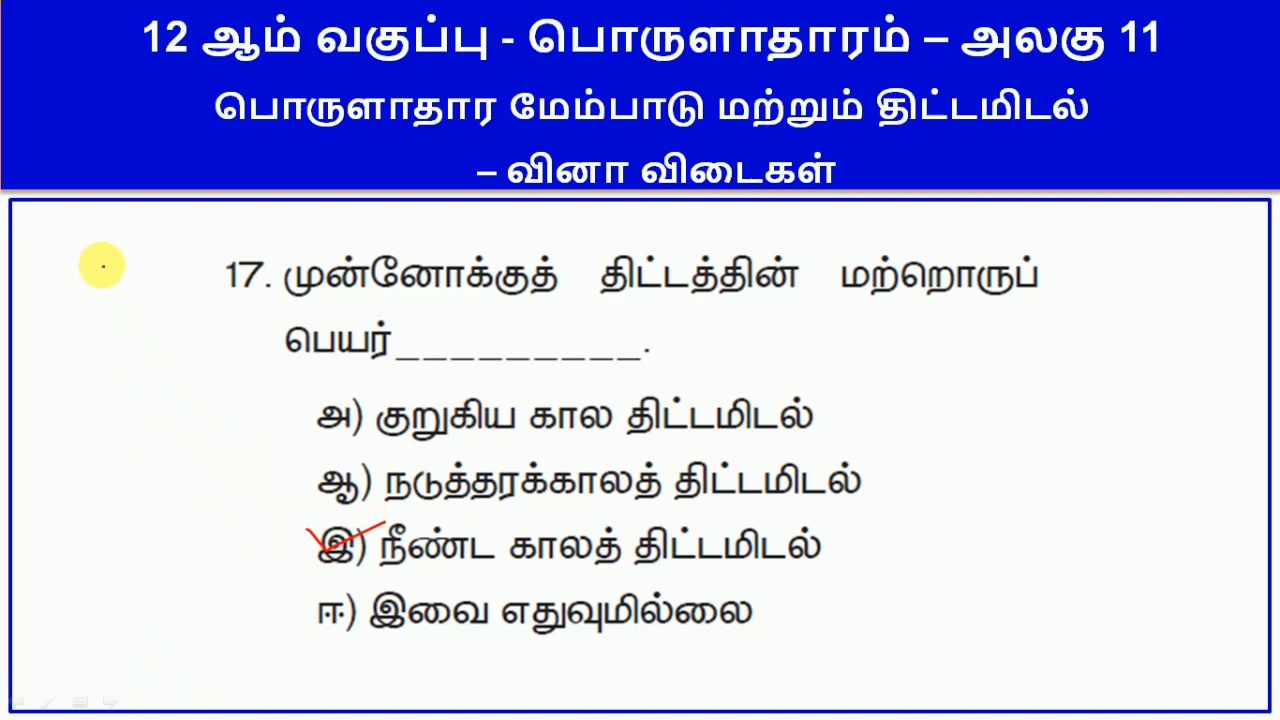 12 ஆம் வகுப்பு - பொருளாதாரம் – அலகு 11
பொருளாதார மேம்பாடு மற்றும் திட்டமிடல்
– வினா விடைகள்
17. முன்னோக்குத் திட்டத்தின் மற்றொருப்
பெயர்_________.
அ) குறுகிய கால திட்டமிடல்
ஆ) நடுத்தரக்காலத் திட்டமிடல்
இ) நீண்ட காலத் திட்டமிடல்
ஈ) இவை எதுவுமில்லை